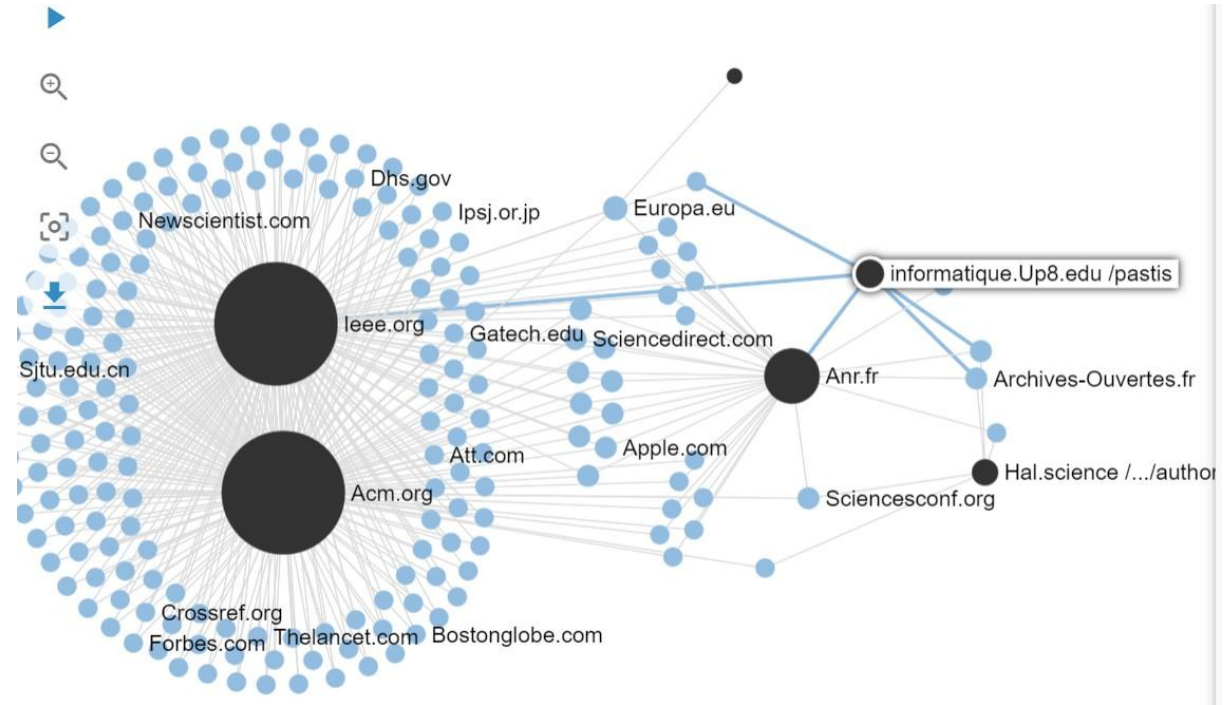 Dhs.gov
Europa.eu
Ipsj.or.jp
Newscientist.com
informatique.Up8.edu /pastis
Ieee.org
Gatech.edu
Sciencedirect.com
Sjtu.edu.cn
Anr.fr
Archives-Ouvertes.fr
Apple.com
Att.com
Hal.science /.../author
Acm.org
Sciencesconf.org
Crossref.org
Forbes.com
Thelancet.com
Bostonglobe.com